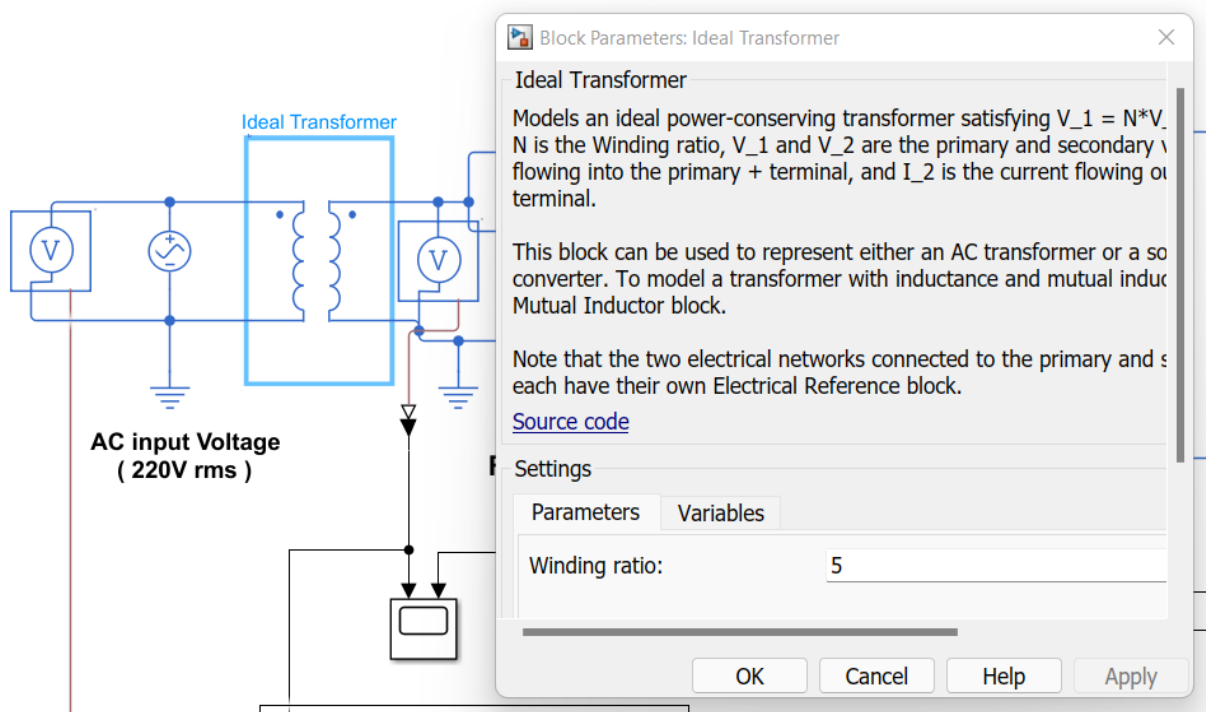 Block Parameters: Ideal Transformer
Ideal Transformer
Models an ideal power-conserving transformer satisfying V_1 = N*V_
N is the Winding ratio, V_1 and V_2 are the primary and secondary
flowing into the primary + terminal, and I_2 is the current flowing
terminal.
This block can be used to represent either an AC transformer or a
converter. To model a transformer with inductance and mutual
Mutual Inductor block.
Note that the two electrical networks connected to the primary and
each have their own Electrical Reference block.
Source code
Settings
Parameters Variables
Winding ratio: 5
OK Cancel Help Apply
Ideal Transformer
V
+
-
V
AC input Voltage
( 220V rms )